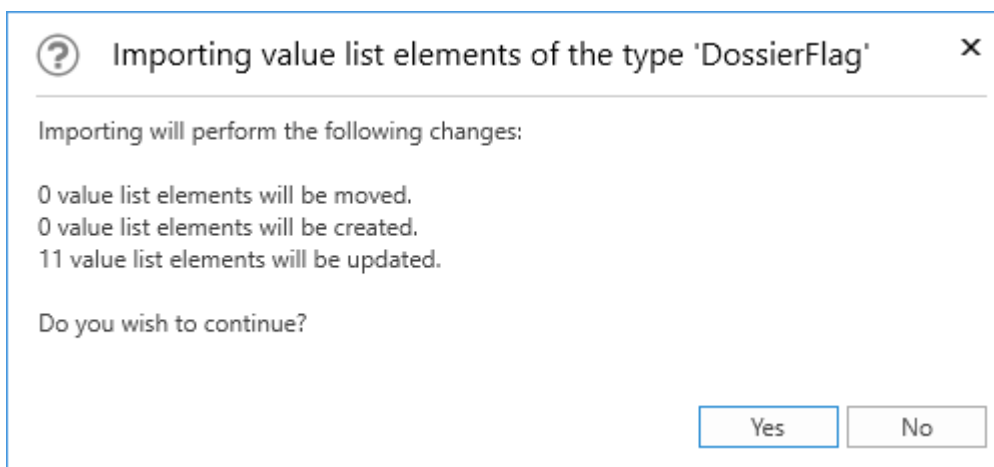 Importing value list elements of the type 'DossierFlag'
Importing will perform the following changes:
0 value list elements will be moved.
0 value list elements will be created.
11 value list elements will be updated.
Do you wish to continue?
Yes
No